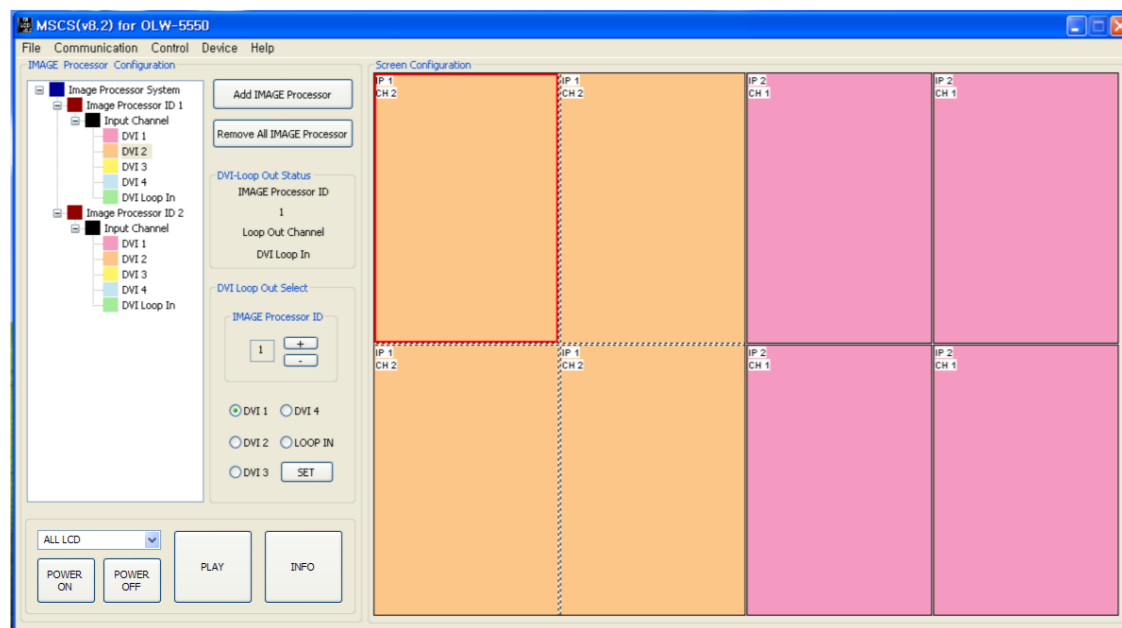 MSCS(v8.2) for OLW-5550
File Communication Control Device Help
IMAGE Processor Configuration
Image Processor System
Image Processor ID 1
Input Channel
DVI 1
DVI 2
DVI 3
DVI 4
DVI Loop In
Image Processor ID 2
Input Channel
DVI 1
DVI 2
DVI 3
DVI 4
DVI Loop In
Add IMAGE Processor
Remove All IMAGE Processor
DVI-Loop Out Status
IMAGE Processor ID
1
Loop Out Channel
DVI Loop In
DVI Loop Out Select
IMAGE Processor ID
1
+
-
DVI 1 DVI 4
DVI 2 LOOP IN
DVI 3 SET
ALL LCD
POWER
ON
POWER
OFF
PLAY
INFO
Screen Configuration
IP 1
CH 2
IP 1
CH 2
IP 2
CH 1
IP 2
CH 1
IP 1
CH 2
IP 1
CH 2
IP 2
CH 1
IP 2
CH 1